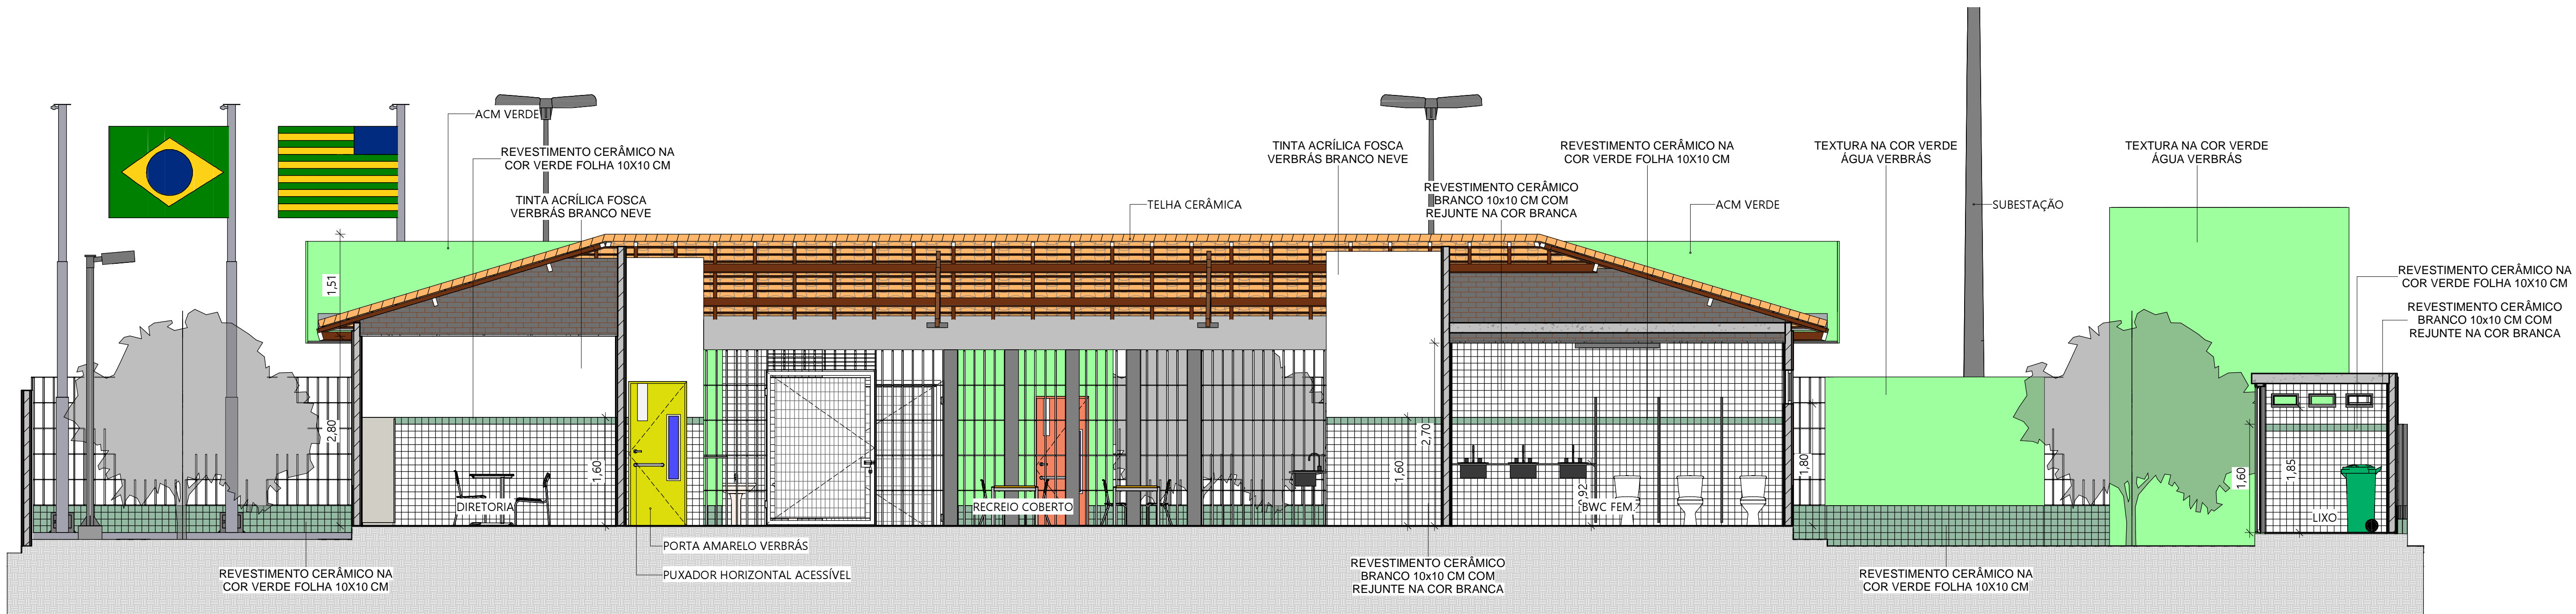 ACM VERDE
REVESTIMENTO CERÂMICO NA
COR VERDE FOLHA 10X10 CM
TINTA ACRÍLICA FOSCA
VERBRÁS BRANCO NEVE
TELHA CERÂMICA
TINTA ACRÍLICA FOSCA
VERBRÁS BRANCO NEVE
REVESTIMENTO CERÂMICO
BRANCO 10x10 CM COM
REJUNTE NA COR BRANCA
REVESTIMENTO CERÂMICO NA
COR VERDE FOLHA 10X10 CM
ACM VERDE
TEXTURA NA COR VERDE
ÁGUA VERBRÁS
SUBESTAÇÃO
TEXTURA NA COR VERDE
ÁGUA VERBRÁS
REVESTIMENTO CERÂMICO NA
COR VERDE FOLHA 10X10 CM
REVESTIMENTO CERÂMICO
BRANCO 10x10 CM COM
REJUNTE NA COR BRANCA
1,51
2,80
1,60
1,60
2,70
0,92
1,80
1,60
1,85
DIRETORIA
RECREIO COBERTO
BWC FEM.
LIXO
PORTA AMARELO VERBRÁS
PUXADOR HORIZONTAL ACESSÍVEL
REVESTIMENTO CERÂMICO NA
COR VERDE FOLHA 10X10 CM
REVESTIMENTO CERÂMICO
BRANCO 10x10 CM COM
REJUNTE NA COR BRANCA
REVESTIMENTO CERÂMICO NA
COR VERDE FOLHA 10X10 CM